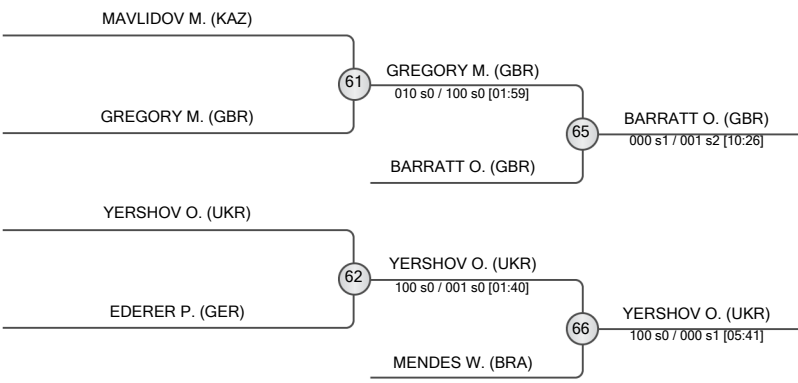 MAVLIDOV M. (KAZ)
61
GREGORY M. (GBR)
010 s0 / 100 s0 [01:59]
GREGORY M. (GBR)
65
BARRATT O. (GBR)
000 s1 / 001 s2 [10:26]
BARRATT O. (GBR)
YERSHOV O. (UKR)
62
YERSHOV O. (UKR)
100 s0 / 001 s0 [01:40]
EDERER P. (GER)
66
YERSHOV O. (UKR)
100 s0 / 000 s1 [05:41]
MENDES W. (BRA)